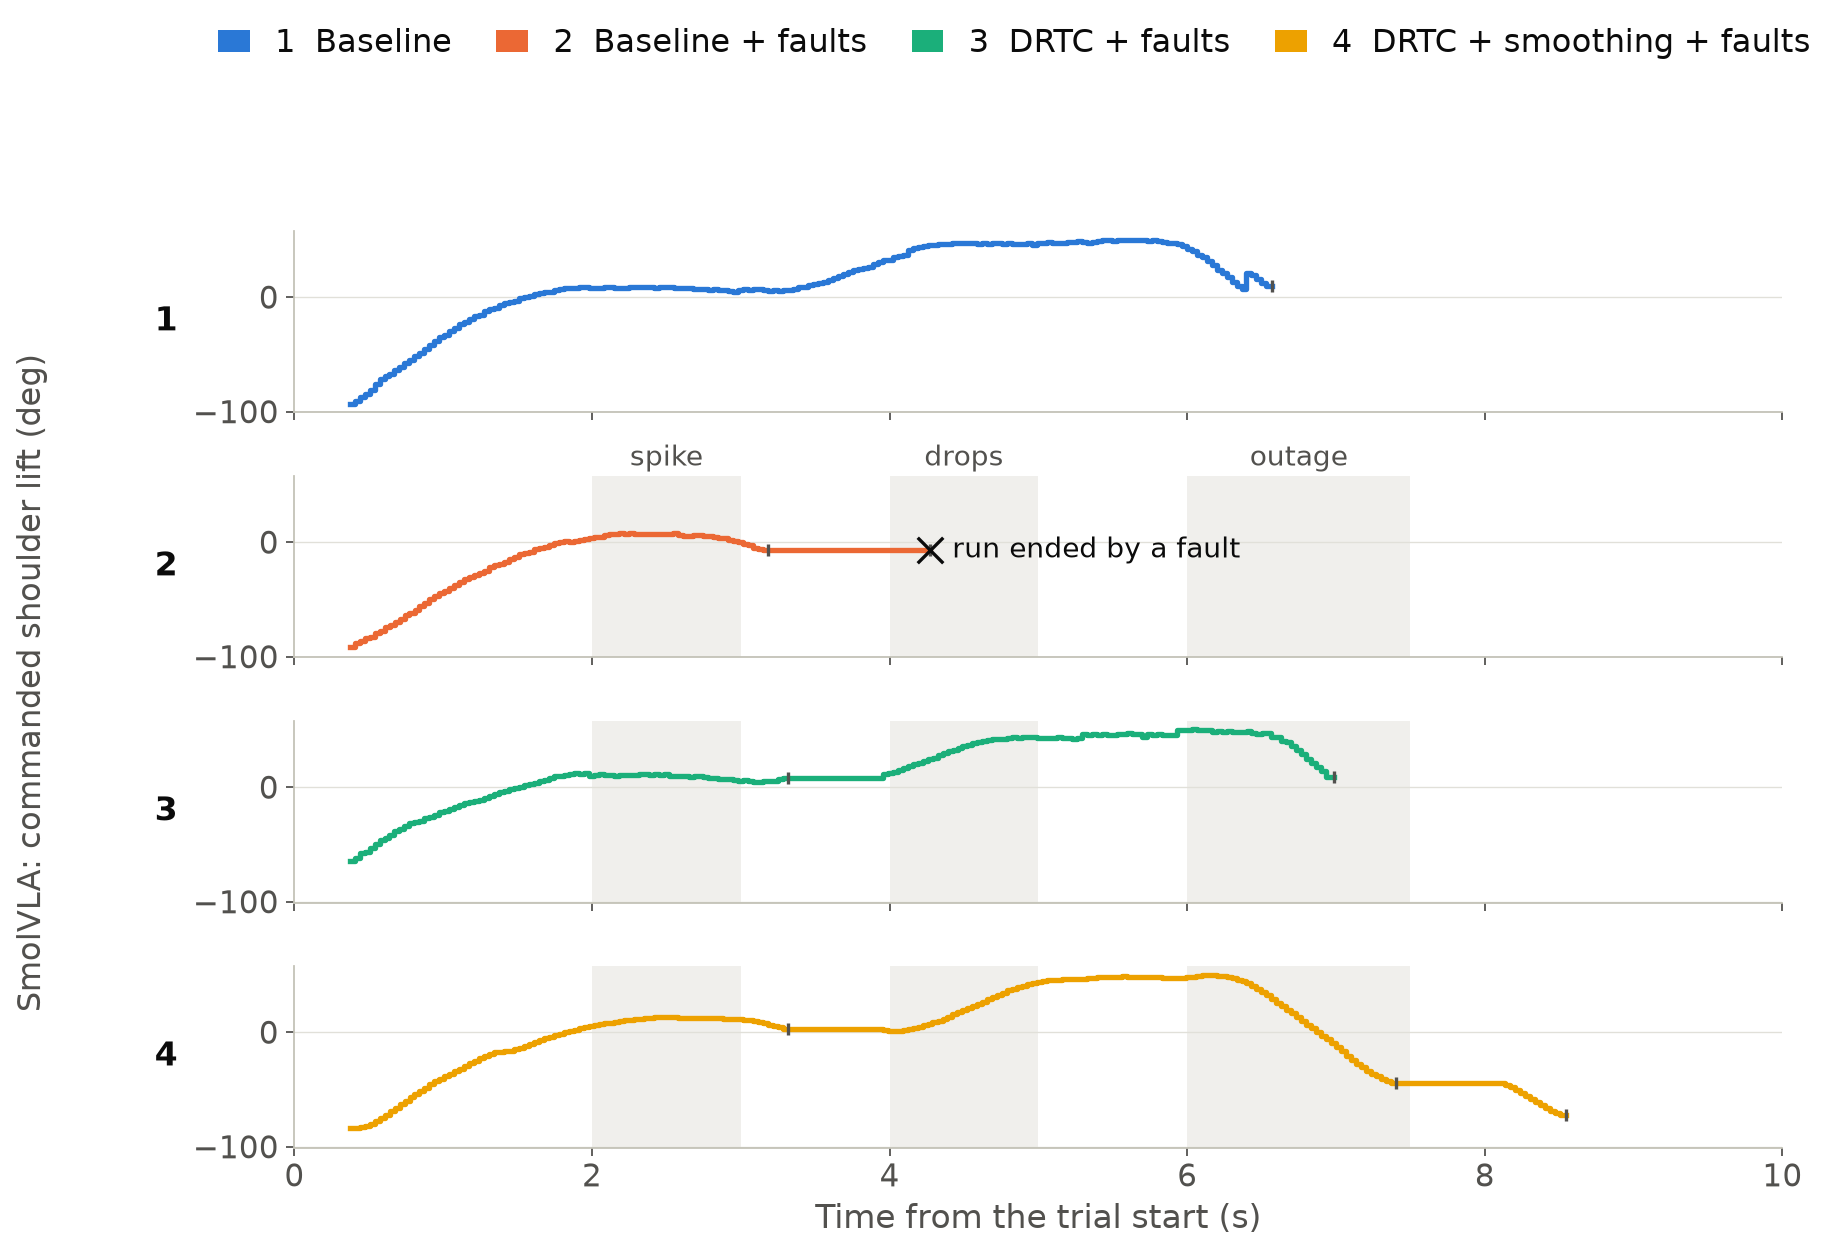 1 Baseline
2 Baseline + faults
3 DRTC + faults
4 DRTC + smoothing + faults
SmolVLA: commanded shoulder lift (deg)
1
0
−100
spike
drops
outage
2
0
−100
run ended by a fault
3
0
−100
4
0
−100
0 2 4 6 8 10
Time from the trial start (s)